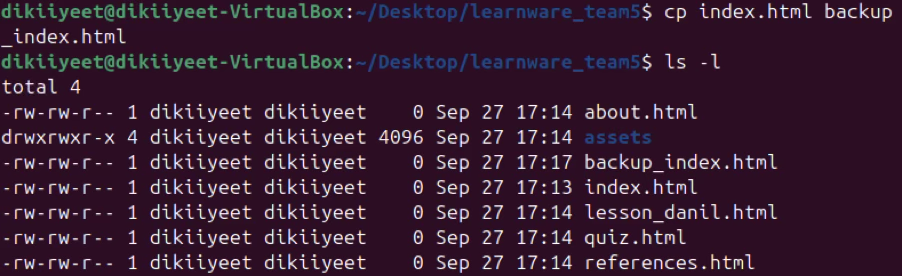 dikiiyeet@dikiiyeet-VirtualBox:~/Desktop/learnware_team5$ cp index.html backup
_index.html
dikiiyeet@dikiiyeet-VirtualBox:~/Desktop/learnware_team5$ ls -l
total 4
-rw-rw-r-- 1 dikiiyeet dikiiyeet    0 Sep 27 17:14 about.html
drwxrwxr-x 4 dikiiyeet dikiiyeet 4096 Sep 27 17:14 assets
-rw-rw-r-- 1 dikiiyeet dikiiyeet    0 Sep 27 17:17 backup_index.html
-rw-rw-r-- 1 dikiiyeet dikiiyeet    0 Sep 27 17:13 index.html
-rw-rw-r-- 1 dikiiyeet dikiiyeet    0 Sep 27 17:14 lesson_danil.html
-rw-rw-r-- 1 dikiiyeet dikiiyeet    0 Sep 27 17:14 quiz.html
-rw-rw-r-- 1 dikiiyeet dikiiyeet    0 Sep 27 17:14 references.html